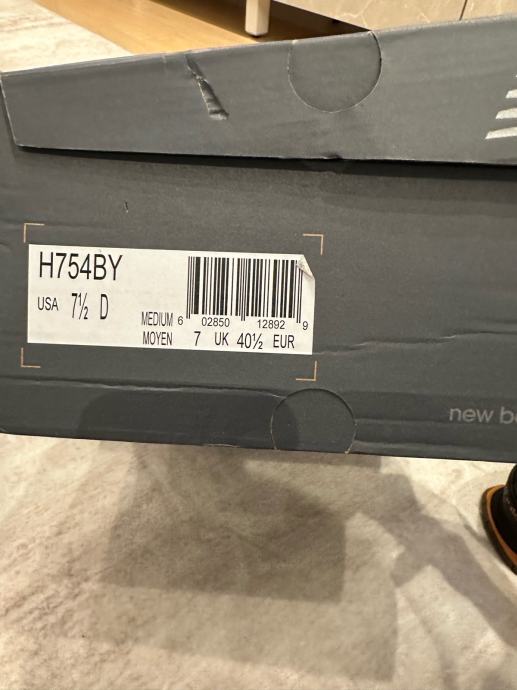 H754BY
USA 7½ D
6 02850 12892 9
MEDIUM
MOYEN 7 UK 40½ EUR
new